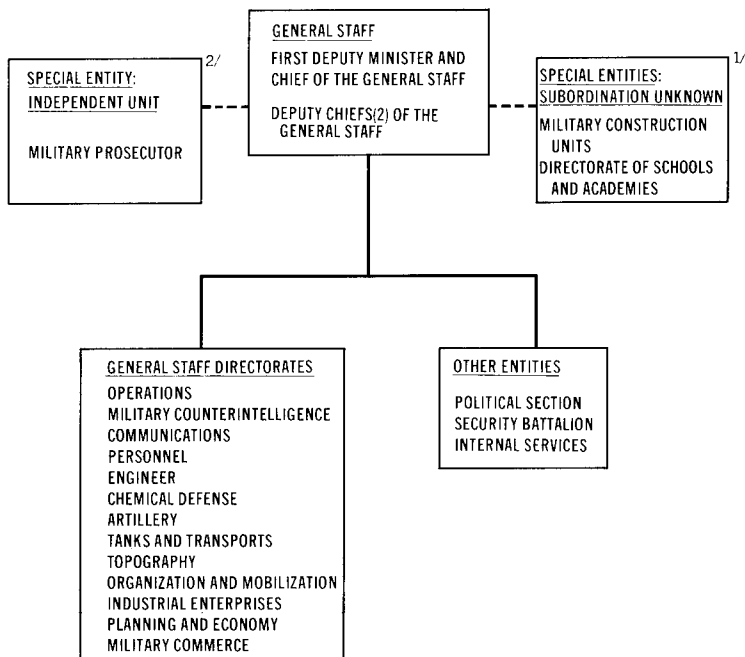 GENERAL STAFF
FIRST DEPUTY MINISTER AND
CHIEF OF THE GENERAL STAFF
DEPUTY CHIEFS(2) OF THE
GENERAL STAFF
2/
SPECIAL ENTITY:
INDEPENDENT UNIT
MILITARY PROSECUTOR
1/
SPECIAL ENTITIES:
SUBORDINATION UNKNOWN
MILITARY CONSTRUCTION
UNITS
DIRECTORATE OF SCHOOLS
AND ACADEMIES
GENERAL STAFF DIRECTORATES
OPERATIONS
MILITARY COUNTERINTELLIGENCE
COMMUNICATIONS
PERSONNEL
ENGINEER
CHEMICAL DEFENSE
ARTILLERY
TANKS AND TRANSPORTS
TOPOGRAPHY
ORGANIZATION AND MOBILIZATION
INDUSTRIAL ENTERPRISES
PLANNING AND ECONOMY
MILITARY COMMERCE
OTHER ENTITIES
POLITICAL SECTION
SECURITY BATTALION
INTERNAL SERVICES